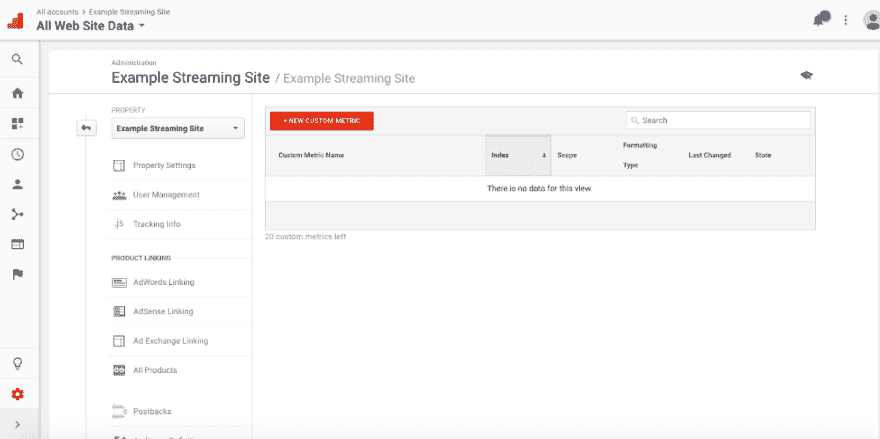 All accounts > Example Streaming Site
All Web Site Data
Administration
Example Streaming Site / Example Streaming Site
PROPERTY
Example Streaming Site
Property Settings
User Management
.js Tracking Info
PRODUCT LINKING
AdWords Linking
AdSense Linking
Ad Exchange Linking
All Products
Postbacks
+ NEW CUSTOM METRIC
Search
Custom Metric Name
Index
Scope
Formatting
Type
Last Changed
State
There is no data for this view.
20 custom metrics left